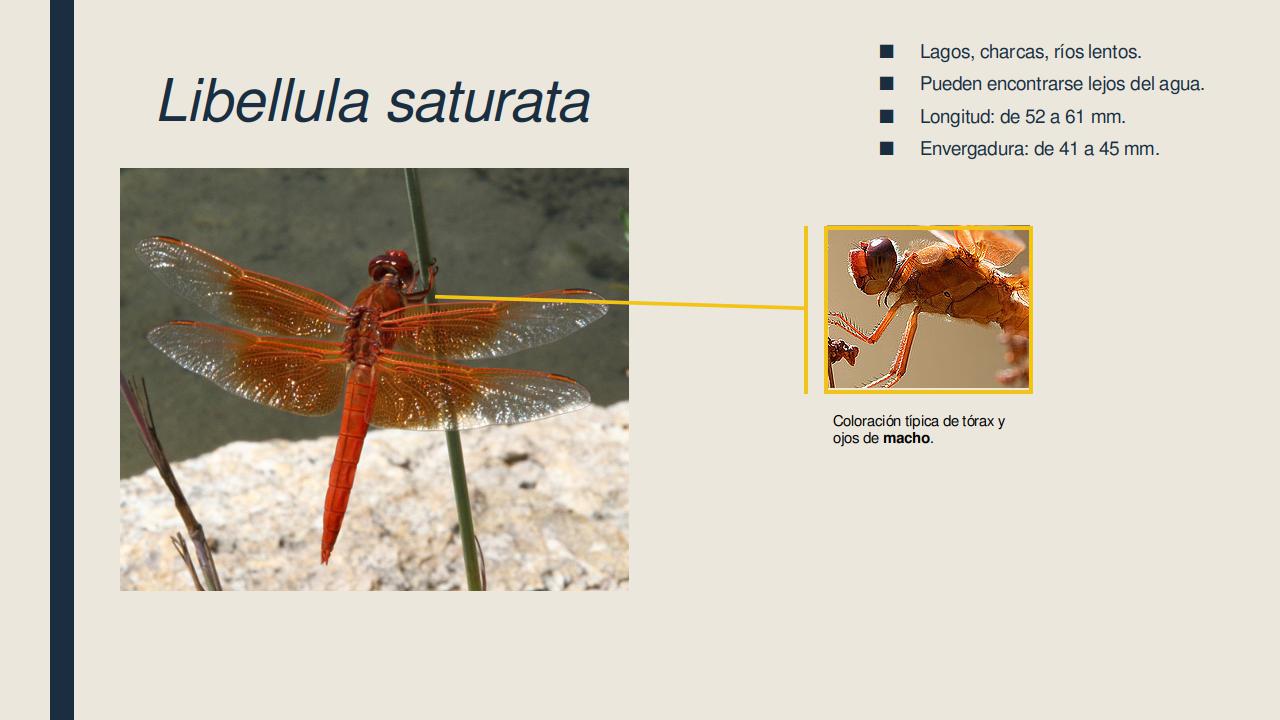 Libellula saturata
■ Lagos, charcas, ríos lentos.
■ Pueden encontrarse lejos del agua.
■ Longitud: de 52 a 61 mm.
■ Envergadura: de 41 a 45 mm.
Coloración típica de tórax y
ojos de macho.